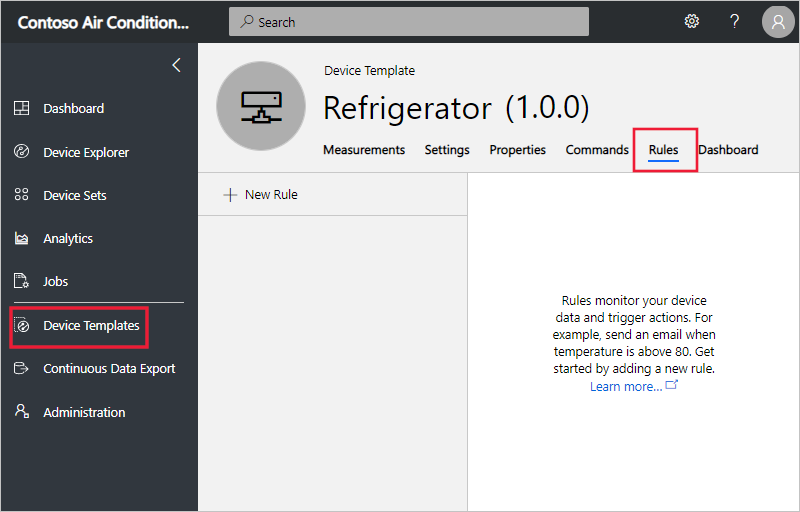 Contoso Air Condition...
Search
?
Dashboard
Device Explorer
Device Sets
Analytics
Jobs
Device Templates
Continuous Data Export
Administration
Device Template
Refrigerator (1.0.0)
Measurements Settings Properties Commands Rules Dashboard
+ New Rule
Rules monitor your device
data and trigger actions. For
example, send an email when
temperature is above 80. Get
started by adding a new rule.
Learn more...